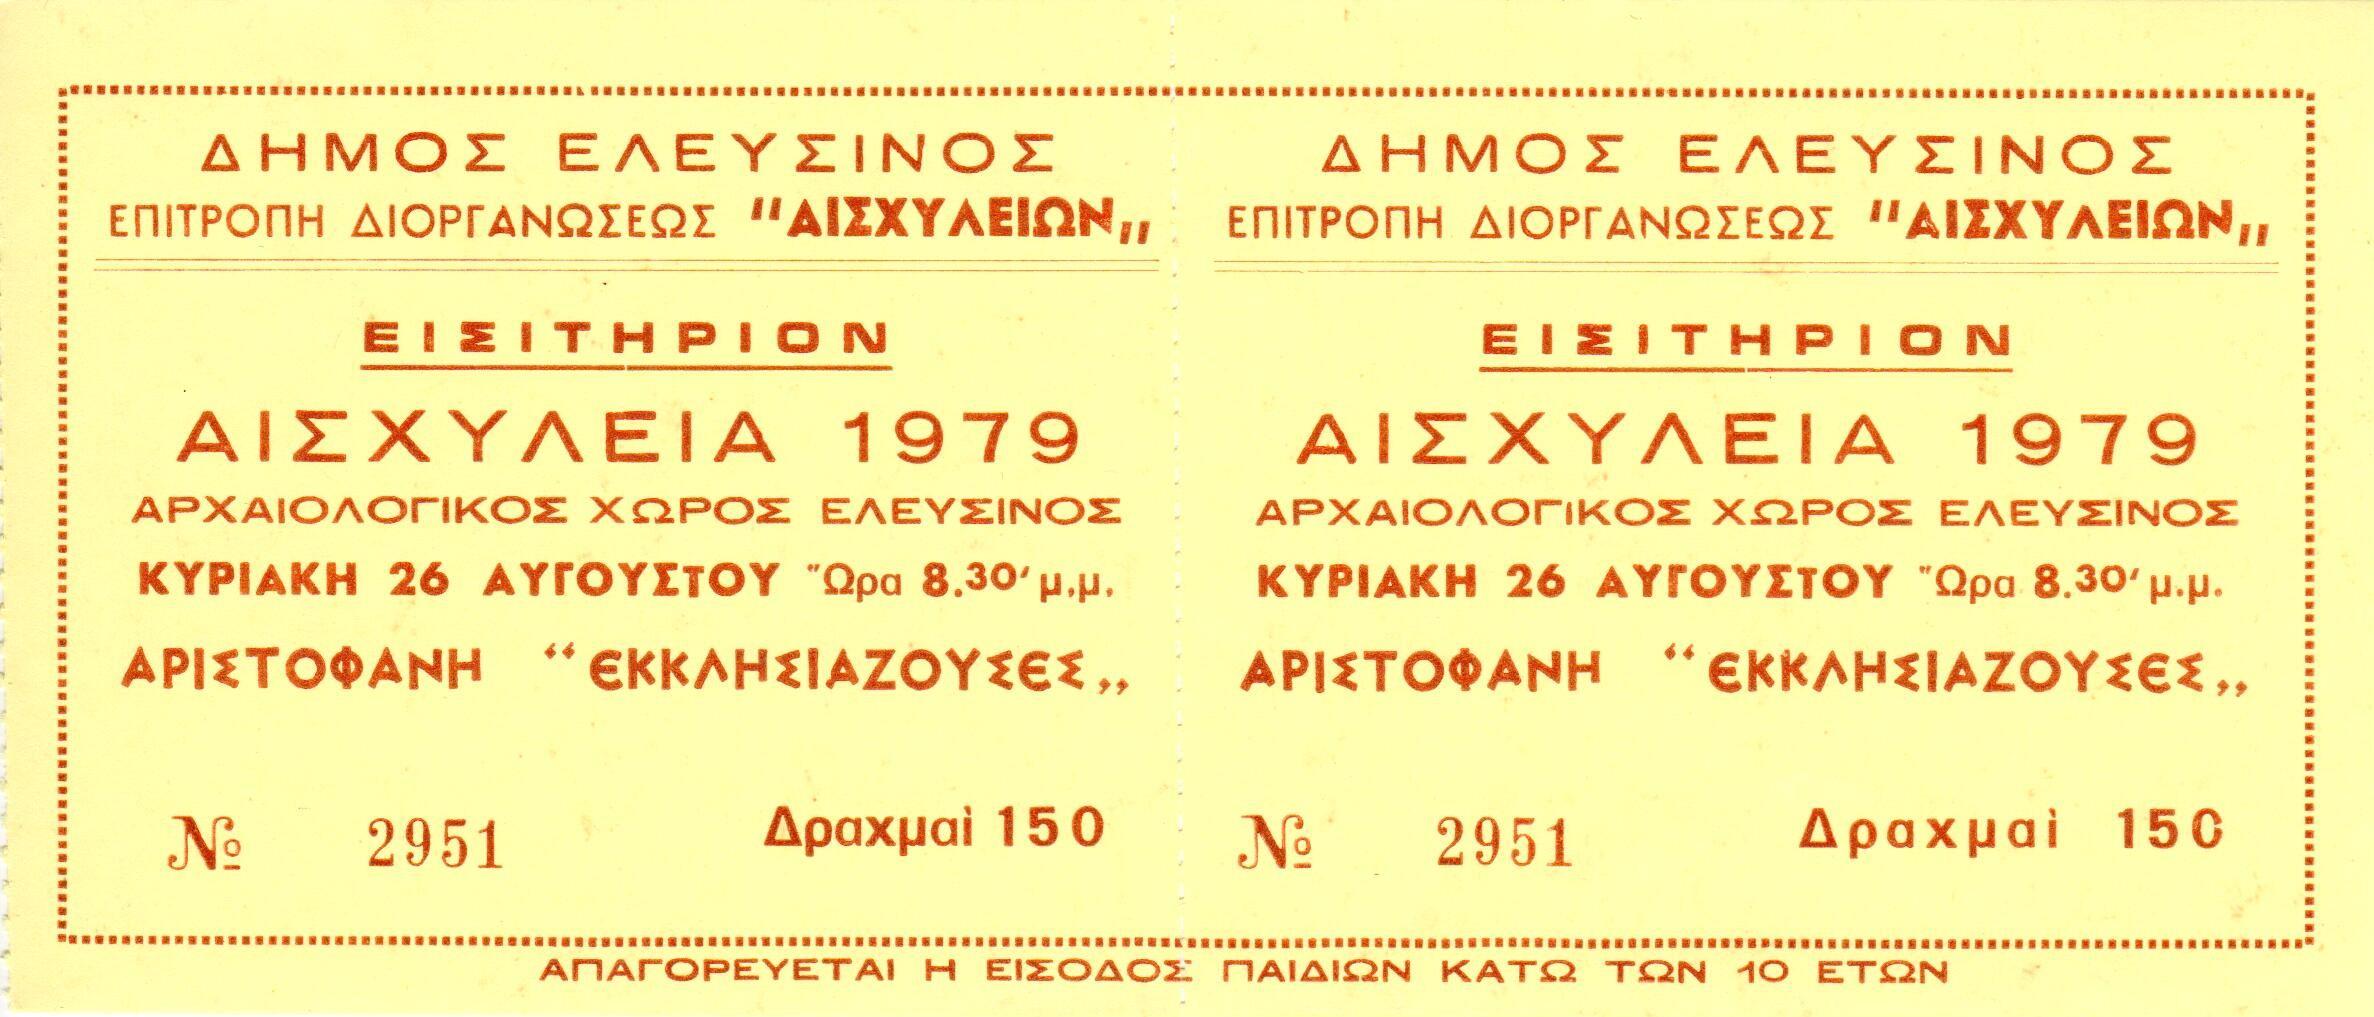 ΔΗΜΟΣ ΕΛΕΥΣΙΝΟΣ
ΕΠΙΤΡΟΠΗ ΔΙΟΡΓΑΝΩΣΕΩΣ "ΑΙΣΧΥΛΕΙΩΝ„
ΕΙΣΙΤΗΡΙΟΝ
ΑΙΣΧΥΛΕΙΑ 1979
ΑΡΧΑΙΟΛΟΓΙΚΟΣ ΧΩΡΟΣ ΕΛΕΥΣΙΝΟΣ
ΚΥΡΙΑΚΗ 26 ΑΥΓΟΥΣΤΟΥ Ὥρα 8.30' μ.μ.
ΑΡΙΣΤΟΦΑΝΗ “ΕΚΚΛΗΣΙΑΖΟΥΣΕΣ„
№ 2951 Δραχμαὶ 150
ΔΗΜΟΣ ΕΛΕΥΣΙΝΟΣ
ΕΠΙΤΡΟΠΗ ΔΙΟΡΓΑΝΩΣΕΩΣ "ΑΙΣΧΥΛΕΙΩΝ„
ΕΙΣΙΤΗΡΙΟΝ
ΑΙΣΧΥΛΕΙΑ 1979
ΑΡΧΑΙΟΛΟΓΙΚΟΣ ΧΩΡΟΣ ΕΛΕΥΣΙΝΟΣ
ΚΥΡΙΑΚΗ 26 ΑΥΓΟΥΣΤΟΥ Ὥρα 8.30' μ.μ.
ΑΡΙΣΤΟΦΑΝΗ “ΕΚΚΛΗΣΙΑΖΟΥΣΕΣ„
№ 2951 Δραχμαὶ 150
ΑΠΑΓΟΡΕΥΕΤΑΙ Η ΕΙΣΟΔΟΣ ΠΑΙΔΙΩΝ ΚΑΤΩ ΤΩΝ 10 ΕΤΩΝ